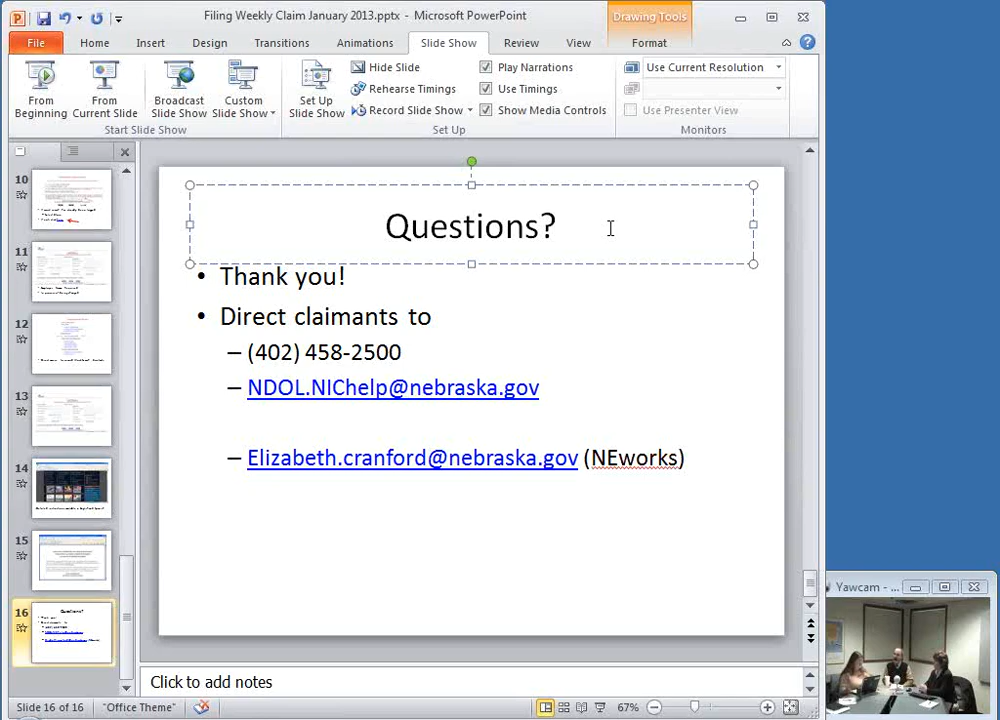 Filing Weekly Claim January 2013.pptx - Microsoft PowerPoint
Drawing Tools
File Home Insert Design Transitions Animations Slide Show Review View Format
From Beginning
From Current Slide
Broadcast Slide Show
Custom Slide Show
Start Slide Show
Set Up Slide Show
Hide Slide
Rehearse Timings
Record Slide Show
Play Narrations
Use Timings
Show Media Controls
Set Up
Use Current Resolution
Use Presenter View
Monitors
10
11
12
13
14
15
16
Questions?
Questions?
• Thank you!
• Direct claimants to
– (402) 458-2500
– NDOL.NIChelp@nebraska.gov
– Elizabeth.cranford@nebraska.gov (NEworks)
Click to add notes
Slide 16 of 16
"Office Theme"
67%
Yawcam - ...